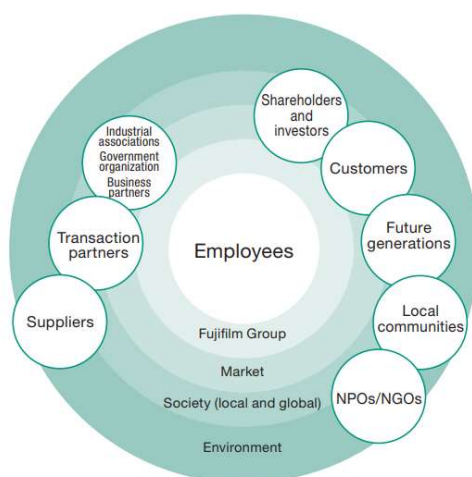 Shareholders
and
investors
Industrial
associations
Government
organization
Business
partners
Customers
Transaction
partners
Employees
Future
generations
Suppliers
Local
communities
Fujifilm Group
Market
Society (local and global)
NPOs/NGOs
Environment